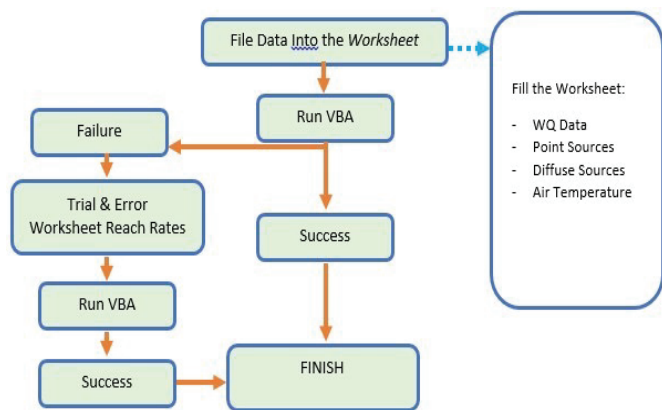 File Data Into the Worksheet
Fill the Worksheet:
- WQ Data
- Point Sources
- Diffuse Sources
- Air Temperature
Run VBA
Failure
Trial & Error
Worksheet Reach Rates
Success
Run VBA
Success
FINISH